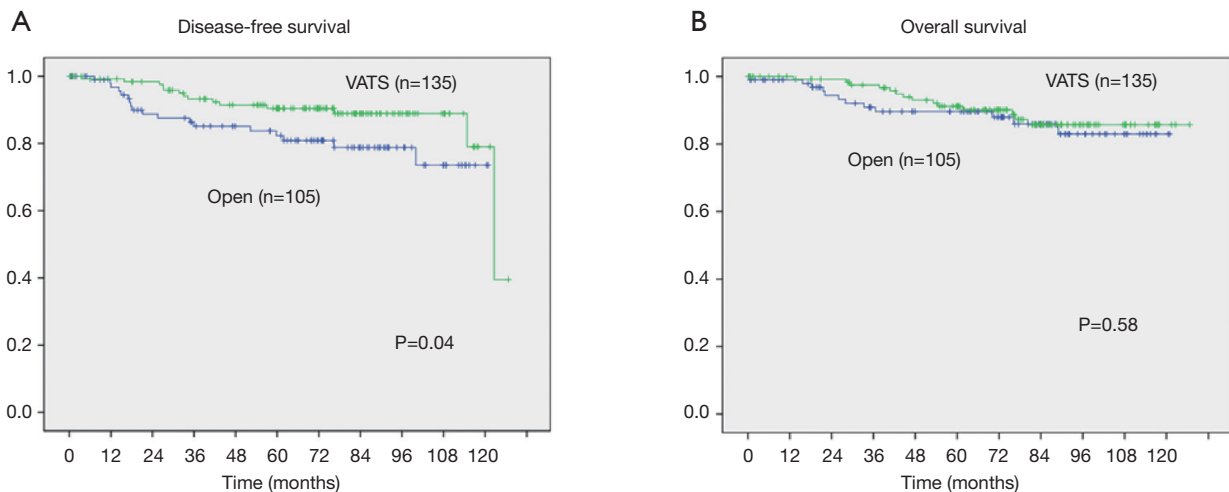 A
Disease-free survival
1.0
0.8
0.6
0.4
0.2
0.0
VATS (n=135)
Open (n=105)
P=0.04
0 12 24 36 48 60 72 84 96 108 120
Time (months)
B
Overall survival
1.0
0.8
0.6
0.4
0.2
0.0
VATS (n=135)
Open (n=105)
P=0.58
0 12 24 36 48 60 72 84 96 108 120
Time (months)